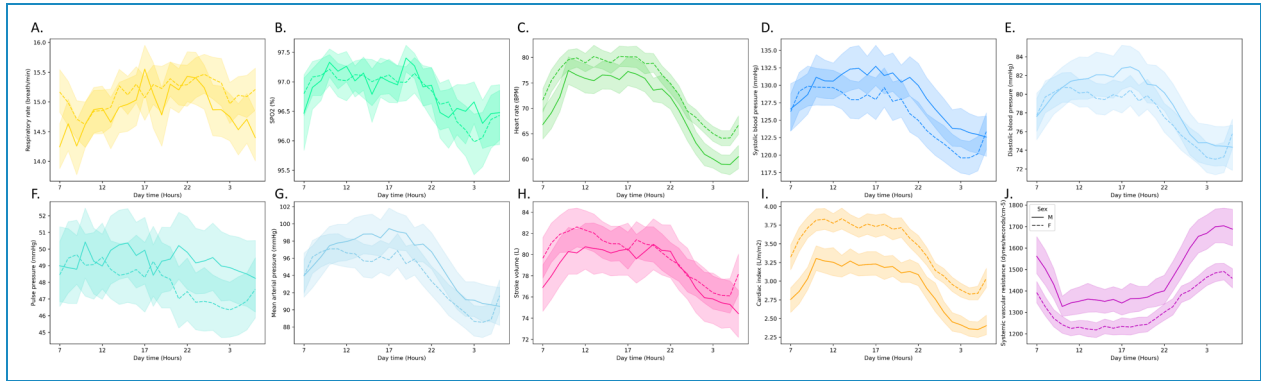 A.
Respiratory rate (breath/min)
16.0
15.5
15.0
14.5
14.0
7 12 17 22 3
Day time (Hours)
B.
SPO2 (%)
97.5
97.0
96.5
96.0
95.5
7 12 17 22 3
Day time (Hours)
C.
Heart rate (BPM)
85
80
75
70
65
60
7 12 17 22 3
Day time (Hours)
D.
Systolic blood pressure (mmHg)
135.0
132.5
130.0
127.5
125.0
122.5
120.0
117.5
7 12 17 22 3
Day time (Hours)
E.
Diastolic blood pressure (mmHg)
84
82
80
78
76
74
72
7 12 17 22 3
Day time (Hours)
F.
Pulse pressure (mmHg)
52
51
50
49
48
47
46
45
7 12 17 22 3
Day time (Hours)
G.
Mean arterial pressure (mmHg)
102
100
98
96
94
92
90
88
7 12 17 22 3
Day time (Hours)
H.
Stroke volume (L)
84
82
80
78
76
74
72
7 12 17 22 3
Day time (Hours)
I.
Cardiac index (L/m/m2)
4.00
3.75
3.50
3.25
3.00
2.75
2.50
2.25
7 12 17 22 3
Day time (Hours)
J.
Systemic vascular resistance (dynes/seconds/cm-5)
1800
1700
1600
1500
1400
1300
1200
Sex
M
F
7 12 17 22 3
Day time (Hours)